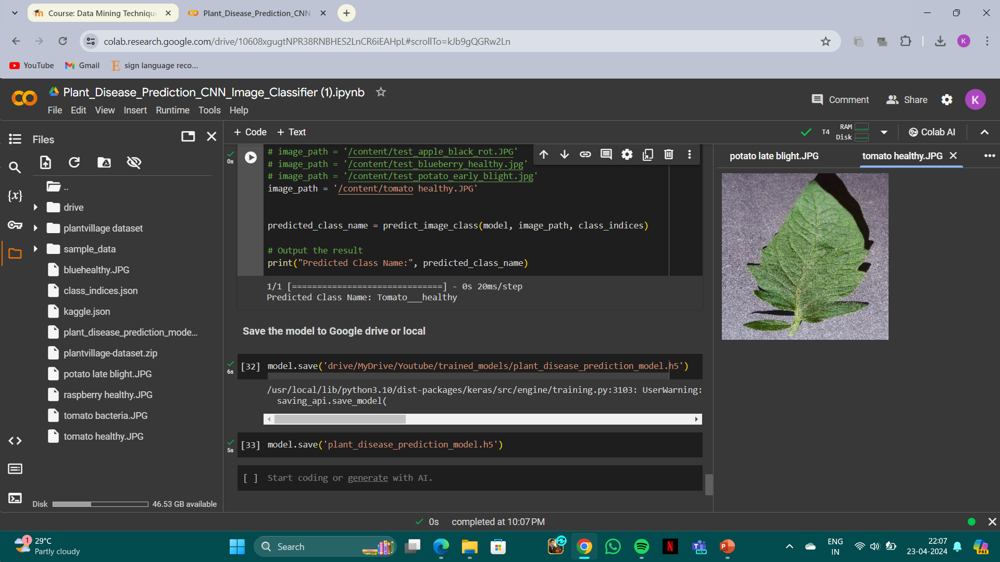 Course: Data Mining Technique
Plant_Disease_Prediction_CNN
colab.research.google.com/drive/10608xgugtNPR38RNBHES2LnCR6iEAHpL#scrollTo=kJb9gQGRw2Ln
K
YouTube
Gmail
E sign language reco...
Plant_Disease_Prediction_CNN_Image_Classifier (1).ipynb
File Edit View Insert Runtime Tools Help
Comment
Share
K
Files
+ Code + Text
T4
RAM
Disk
Colab AI
..
drive
plantvillage dataset
sample_data
bluehealthy.JPG
class_indices.json
kaggle.json
plant_disease_prediction_mode...
plantvillage-dataset.zip
potato late blight.JPG
raspberry healthy.JPG
tomato bacteria.JPG
tomato healthy.JPG
Disk 46.53 GB available
{x}
0s
# image_path = '/content/test_apple_black_rot.JPG'
# image_path = '/content/test_blueberry_healthy.jpg'
# image_path = '/content/test_potato_early_blight.jpg'
image_path = '/content/tomato healthy.JPG'
predicted_class_name = predict_image_class(model, image_path, class_indices)
# Output the result
print("Predicted Class Name:", predicted_class_name)
1/1 [==============================] - 0s 20ms/step
Predicted Class Name: Tomato___healthy
Save the model to Google drive or local
6s
[32] model.save('drive/MyDrive/Youtube/trained_models/plant_disease_prediction_model.h5')
/usr/local/lib/python3.10/dist-packages/keras/src/engine/training.py:3103: UserWarning:
saving_api.save_model(
5s
[33] model.save('plant_disease_prediction_model.h5')
[ ] Start coding or generate with AI.
potato late blight.JPG
tomato healthy.JPG
0s completed at 10:07 PM
1
29°C
Partly cloudy
Search
N
NEW
P
ENG
IN
22:07
23-04-2024
PRE